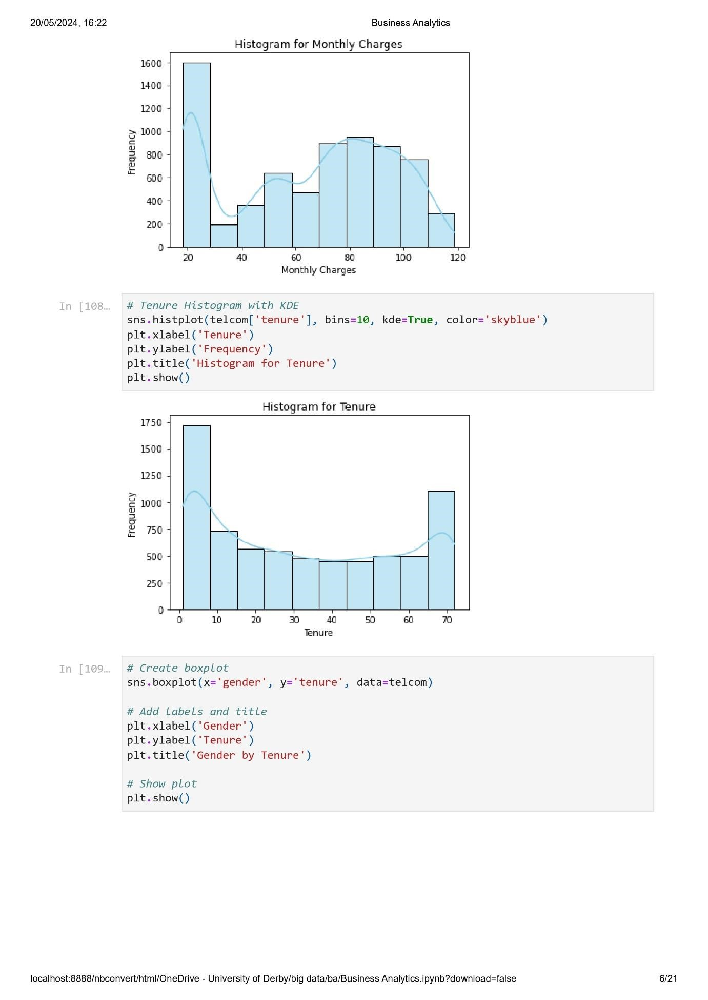 20/05/2024, 16:22 Business Analytics
Histogram for Monthly Charges
1600
1400
1200
1000
800
600
400
200
0
Frequency
20 40 60 80 100 120
Monthly Charges
In [108…
# Tenure Histogram with KDE
sns.histplot(telcom['tenure'], bins=10, kde=True, color='skyblue')
plt.xlabel('Tenure')
plt.ylabel('Frequency')
plt.title('Histogram for Tenure')
plt.show()
Histogram for Tenure
1750
1500
1250
1000
750
500
250
0
Frequency
0 10 20 30 40 50 60 70
Tenure
In [109…
# Create boxplot
sns.boxplot(x='gender', y='tenure', data=telcom)
# Add labels and title
plt.xlabel('Gender')
plt.ylabel('Tenure')
plt.title('Gender by Tenure')
# Show plot
plt.show()
localhost:8888/nbconvert/html/OneDrive - University of Derby/big data/ba/Business Analytics.ipynb?download=false 6/21